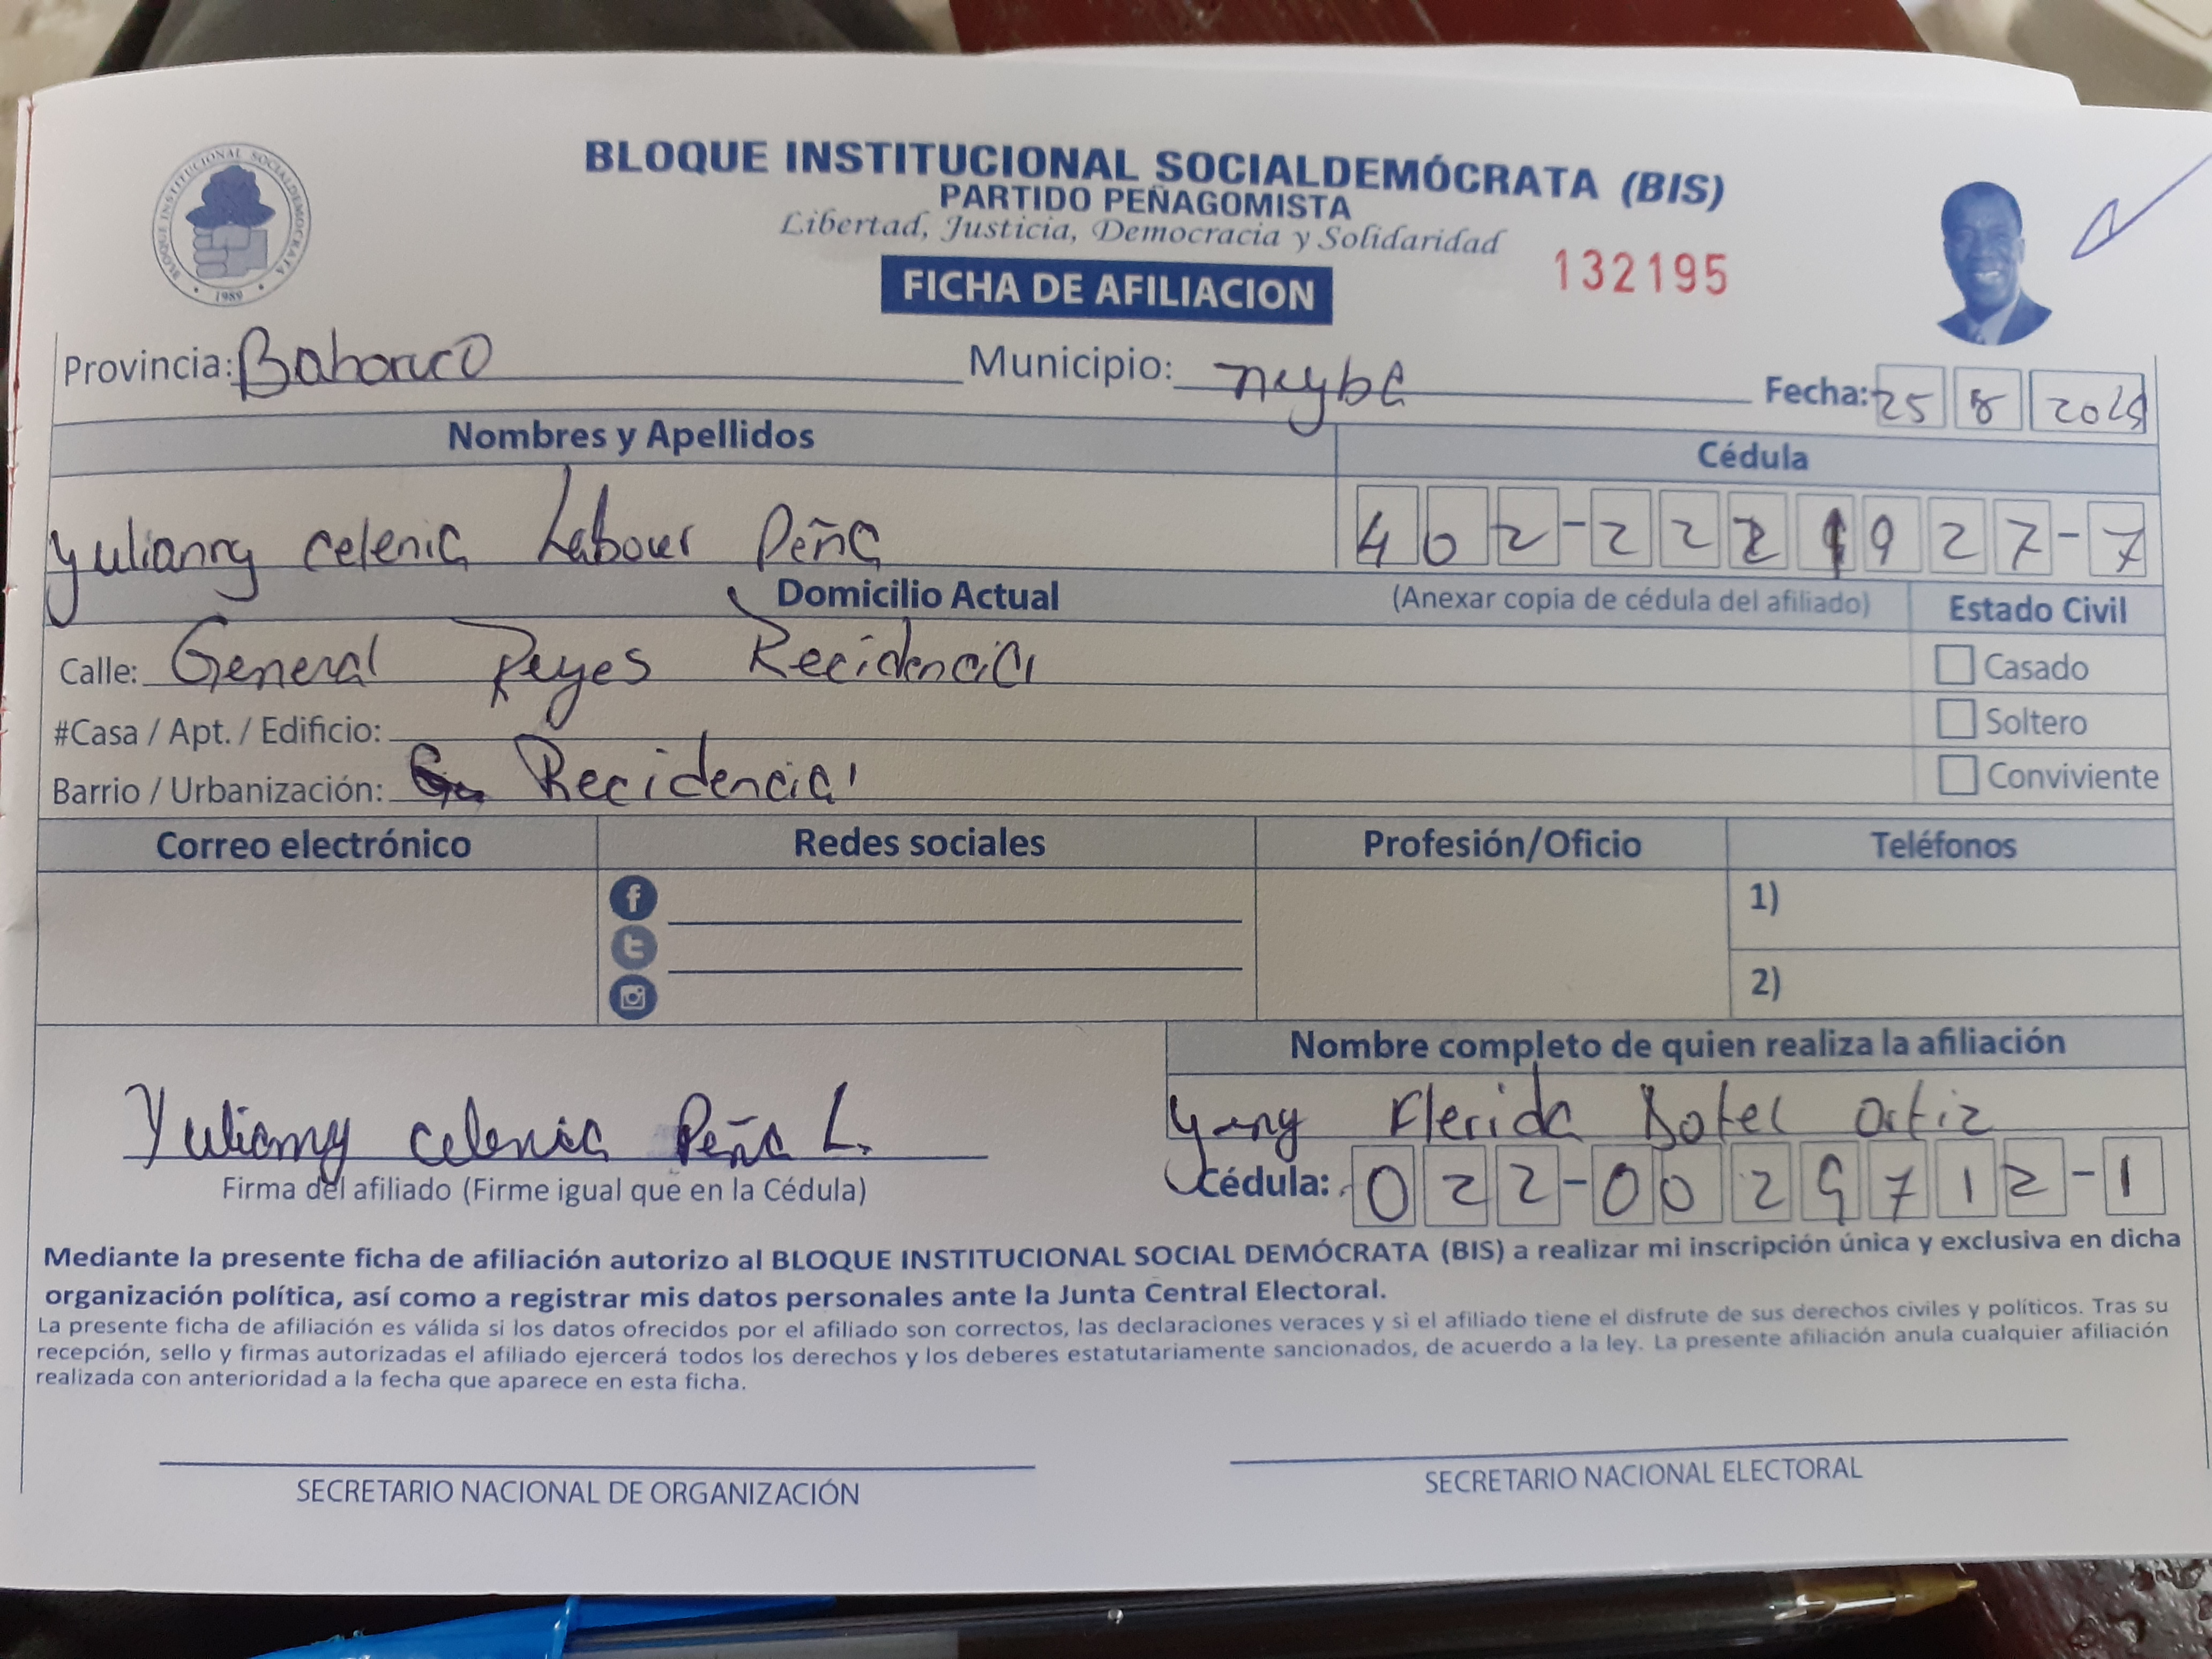 BLOQUE INSTITUCIONAL SOCIALDEMÓCRATA (BIS)
PARTIDO PEÑAGOMISTA
Libertad, Justicia, Democracia y Solidaridad
BLOQUE INSTITUCIONAL SOCIALDEMOCRATA
1989
132195
FICHA DE AFILIACION
Provincia: Bahoruco Municipio: neyba Fecha: 25 8
Nombres y Apellidos Cédula
Yulianny celenia Labour Peña 402-2221927-7
Domicilio Actual (Anexar copia de cédula del afiliado) Estado Civil
Calle: General Reyes Recidencial Casado
#Casa / Apt. / Edificio: Soltero
Barrio / Urbanización: Recidencial Conviviente
Correo electrónico Redes sociales Profesión/Oficio Teléfonos
1)
2)
Nombre completo de quien realiza la afiliación
Flerida Dotel Ortiz
Yulianny celenia Peña L.
Cédula: 022-0029712-1
Firma del afiliado (Firme igual que en la Cédula)
Mediante la presente ficha de afiliación autorizo al BLOQUE INSTITUCIONAL SOCIAL DEMÓCRATA (BIS) a realizar mi inscripción única y exclusiva en dicha
organización política, así como a registrar mis datos personales ante la Junta Central Electoral.
La presente ficha de afiliación es válida si los datos ofrecidos por el afiliado son correctos, las declaraciones veraces y si el afiliado tiene el disfrute de sus derechos civiles y políticos. Tras su
recepción, sello y firmas autorizadas el afiliado ejercerá todos los derechos y los deberes estatutariamente sancionados, de acuerdo a la ley. La presente afiliación anula cualquier afiliación
realizada con anterioridad a la fecha que aparece en esta ficha.
SECRETARIO NACIONAL DE ORGANIZACIÓN SECRETARIO NACIONAL ELECTORAL